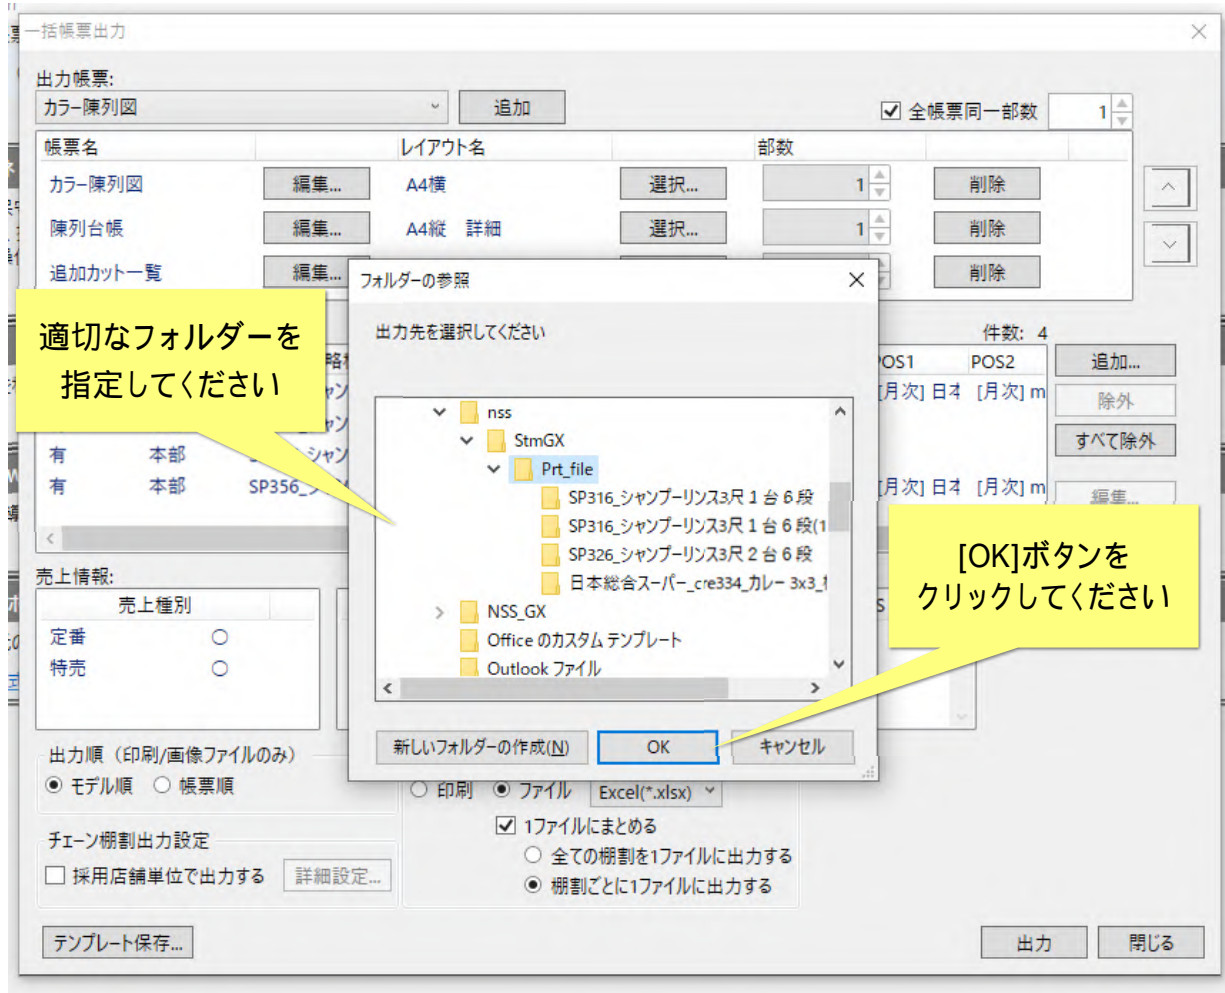 一括帳票出力
出力帳票:
カラー陳列図
追加
全帳票同一部数
1
帳票名
レイアウト名
部数
カラー陳列図
編集...
A4横
選択...
1
削除
陳列台帳
編集...
A4縦 詳細
選択...
1
削除
追加カット一覧
編集...
削除
フォルダーの参照
出力先を選択してください
適切なフォルダーを
指定してください
件数: 4
POS1
POS2
追加...
[月次] 日本
[月次] m
除外
すべて除外
有
本部
有
本部
[月次] 日本
[月次] m
編集...
nss
StmGX
Prt_file
SP316_シャンプーリンス3尺1台6段
SP316_シャンプーリンス3尺1台6段(1
SP326_シャンプーリンス3尺2台6段
日本総合スーパー_cre334_カレー 3x3_
NSS_GX
Office のカスタム テンプレート
Outlook ファイル
新しいフォルダーの作成(N)
OK
キャンセル
[OK]ボタンを
クリックしてください
売上情報:
売上種別
定番
○
特売
○
出力順（印刷/画像ファイルのみ）
モデル順
帳票順
印刷
ファイル
Excel(*.xlsx)
1ファイルにまとめる
全ての棚割を1ファイルに出力する
棚割ごとに1ファイルに出力する
チェーン棚割出力設定
採用店舗単位で出力する
詳細設定...
テンプレート保存...
出力
閉じる